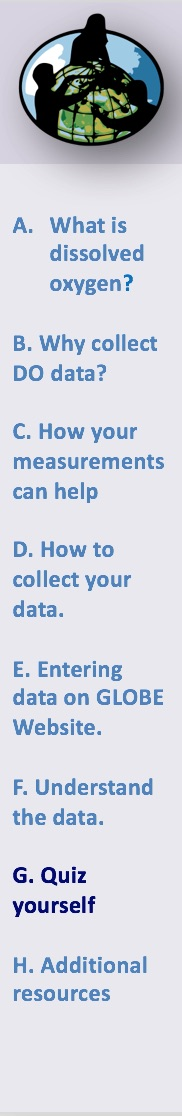 A. What is
dissolved
oxygen?
B. Why collect
DO data?
C. How your
measurements
can help
D. How to
collect your
data.
E. Entering
data on GLOBE
Website.
F. Understand
the data.
G. Quiz
yourself
H. Additional
resources